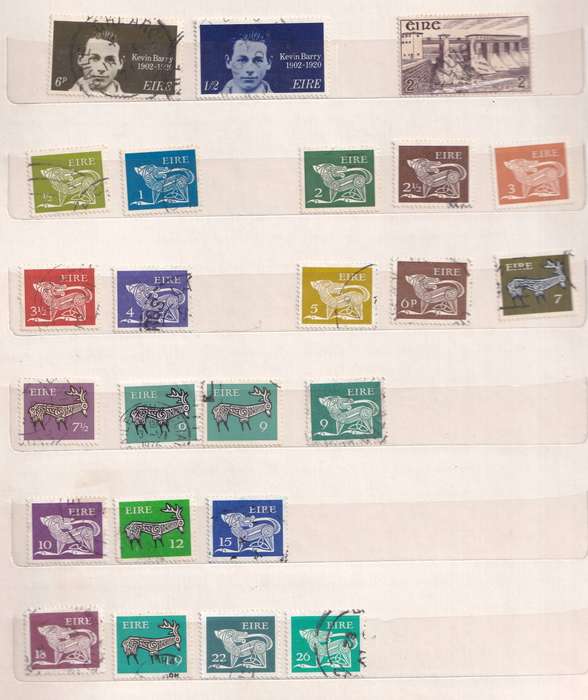 Kevin Barry
1902-1920
6P EIRE
Kevin Barry
1902-1920
1/2 EIRE
ÉIRE
2 2
EIRE
½
EIRE
1
EIRE
2
EIRE
2½
EIRE
3
EIRE
3½
EIRE
4
EIRE
5
EIRE
6P
EIRE
7
EIRE
7½
EIRE
9
EIRE
9
EIRE
9
EIRE
10
EIRE
12
EIRE
15
EIRE
18
EIRE
EIRE
22
EIRE
26